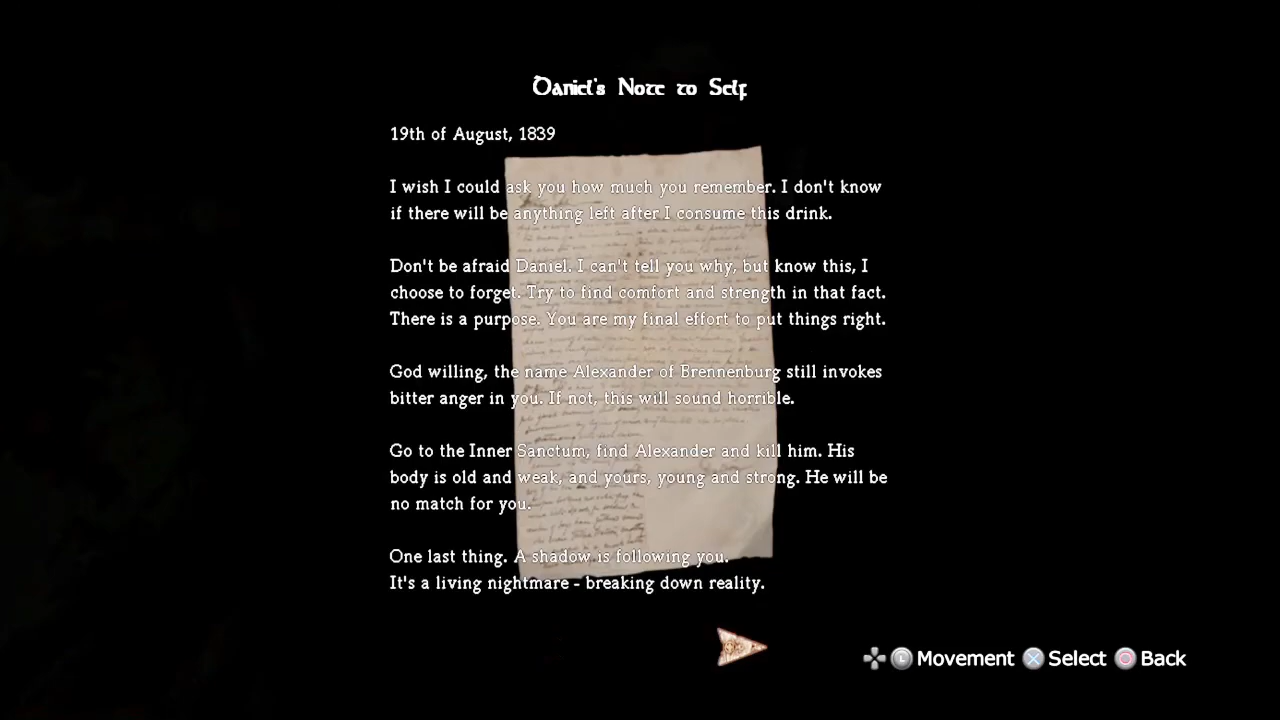 Daniel's Note to Self
19th of August, 1839
I wish I could ask you how much you remember. I don't know
if there will be anything left after I consume this drink.
Don't be afraid Daniel. I can't tell you why, but know this, I
choose to forget. Try to find comfort and strength in that fact.
There is a purpose. You are my final effort to put things right.
God willing, the name Alexander of Brennenburg still invokes
bitter anger in you. If not, this will sound horrible.
Go to the Inner Sanctum, find Alexander and kill him. His
body is old and weak, and yours, young and strong. He will be
no match for you.
One last thing. A shadow is following you.
It's a living nightmare - breaking down reality.
L Movement Select Back